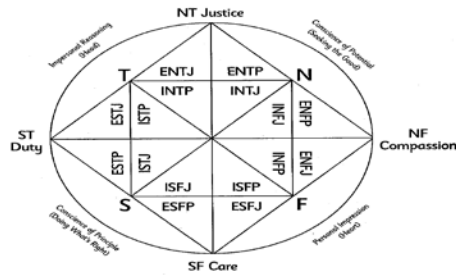 NT Justice
Impersonal Reasoning
(Head)
Conscience of Potential
(Seeking the Good)
T
ENTJ
ENTP
N
INTP
INTJ
ESTJ
ISTP
INFJ
ENFP
ST
Duty
NF
Compassion
ESTP
ISTJ
INFP
ENFJ
ISFJ
ISFP
S
ESFP
ESFJ
F
Conscience of Principle
(Doing What's Right)
Personal Impression
(Heart)
SF Care